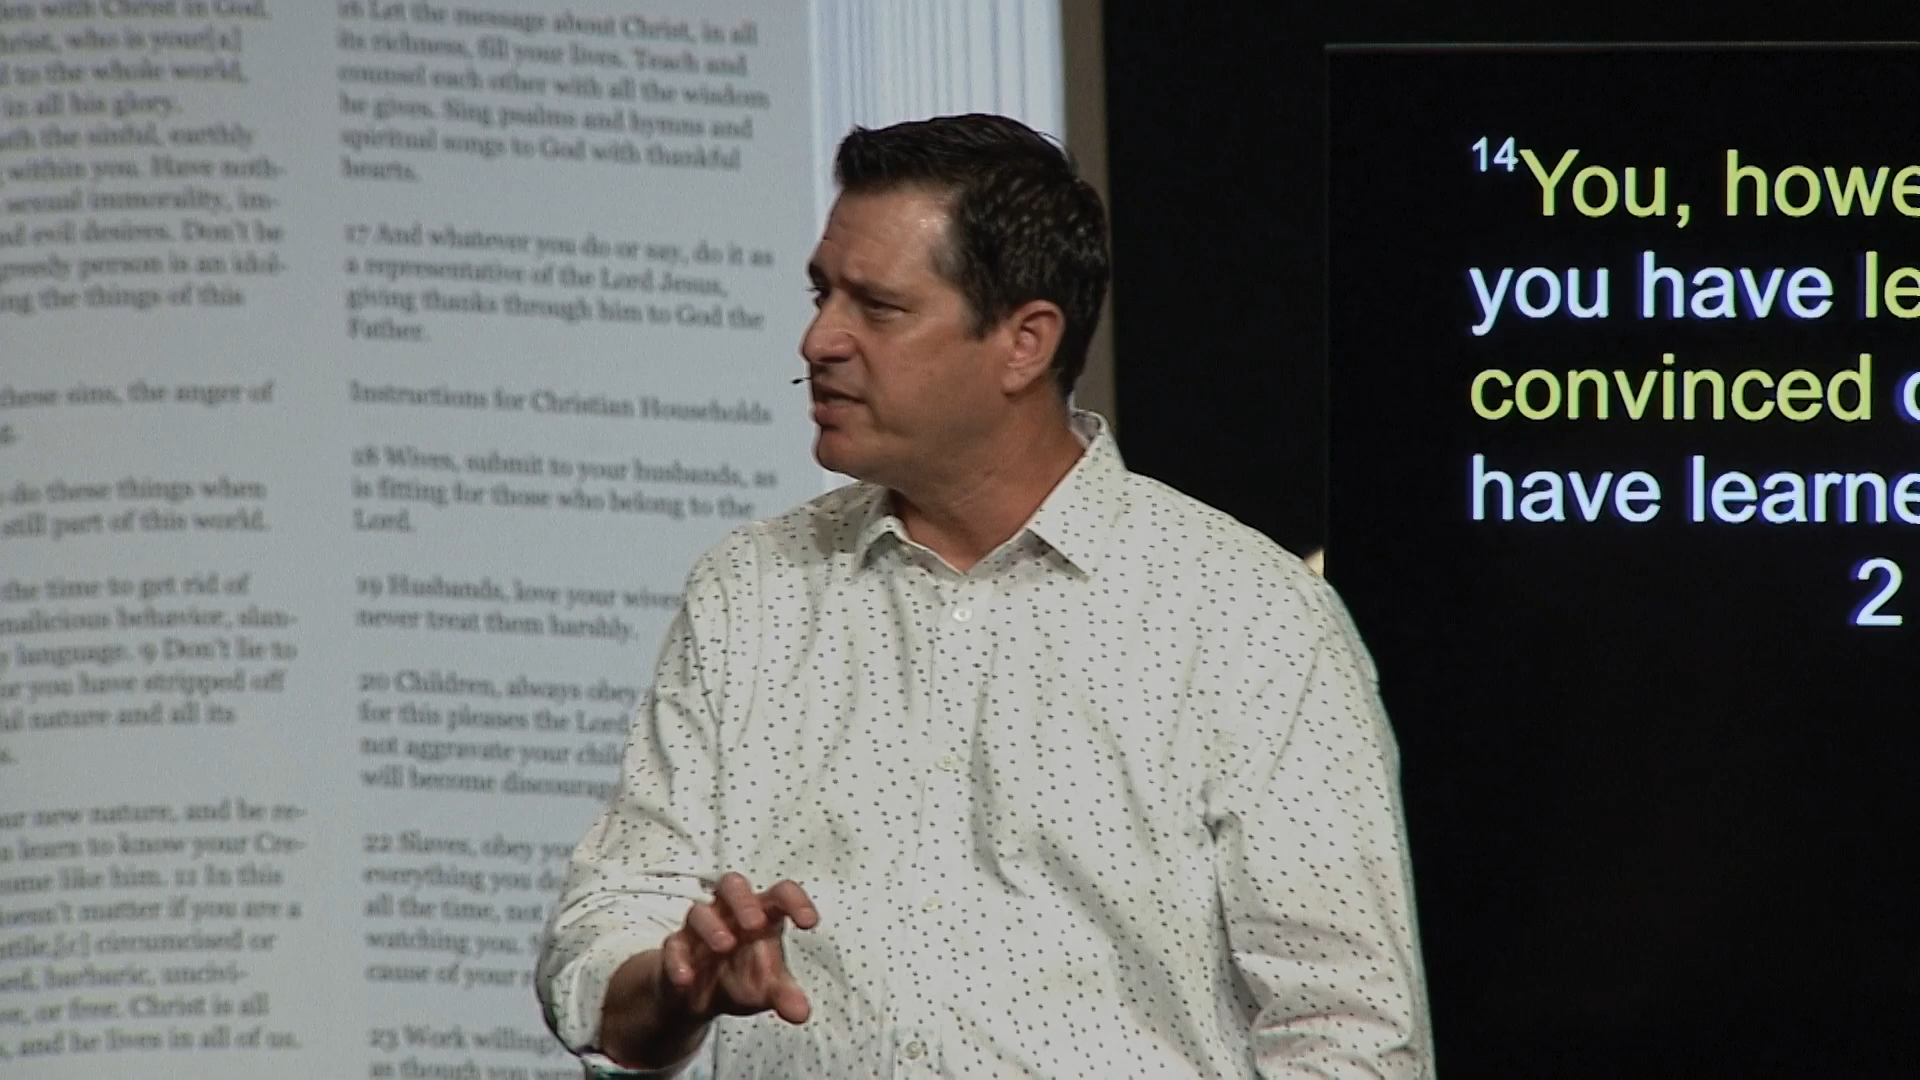 with Christ in God.
who is your[a]
to the whole world,
in all his glory.
the sinful, earthly
within you. Have noth-
sexual immorality, im-
evil desires. Don't be
greedy person is an idol-
the things of this
these sins, the anger of
do these things when
still part of this world.
the time to get rid of
malicious behavior, slan-
language. 9 Don't lie to
you have stripped off
nature and all its
new nature, and be re-
learn to know your Cre-
like him. 11 In this
matter if you are a
circumcised or
barbaric, uncivi-
or free. Christ is all
and he lives in all of us.
16 Let the message about Christ, in all
its richness, fill your lives. Teach and
counsel each other with all the wisdom
he gives. Sing psalms and hymns and
spiritual songs to God with thankful
hearts.
17 And whatever you do or say, do it as
a representative of the Lord Jesus,
giving thanks through him to God the
Father.
Instructions for Christian Households
18 Wives, submit to your husbands, as
is fitting for those who belong to the
Lord.
19 Husbands, love your wives
never treat them harshly.
20 Children, always obey
for this pleases the Lord
not aggravate your
will become
22 Slaves, obey
everything you
all the time, not
watching you.
cause of your
23 Work
as though you were
14 You, howe
you have le
convinced
have learne
2